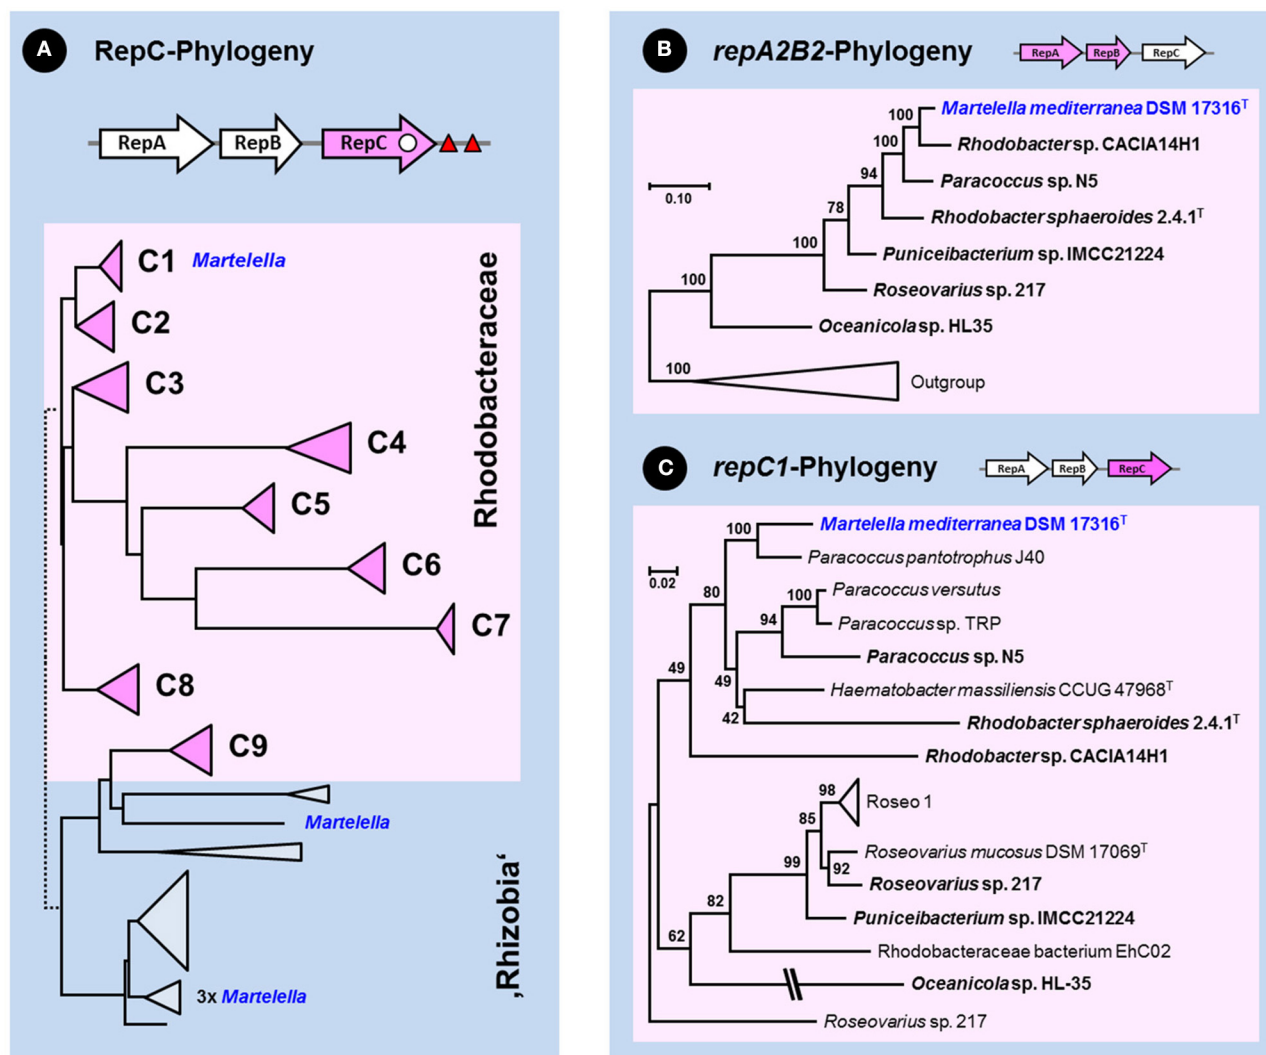 A RepC-Phylogeny
RepA RepB RepC
C1 Martelella
C2
C3
C4
C5
C6
C7
C8
C9
Rhodobacteraceae
Martelella
3x Martelella
‚Rhizobia‘
B repA2B2-Phylogeny
RepA RepB RepC
0.10
100 Martelella mediterranea DSM 17316T
100 Rhodobacter sp. CACIA14H1
94 Paracoccus sp. N5
78 Rhodobacter sphaeroides 2.4.1T
100 Puniceibacterium sp. IMCC21224
100 Roseovarius sp. 217
Oceanicola sp. HL35
100 Outgroup
C repC1-Phylogeny
RepA RepB RepC
0.02
100 Martelella mediterranea DSM 17316T
Paracoccus pantotrophus J40
80 100 Paracoccus versutus
94 Paracoccus sp. TRP
Paracoccus sp. N5
49 49 Haematobacter massiliensis CCUG 47968T
42 Rhodobacter sphaeroides 2.4.1T
Rhodobacter sp. CACIA14H1
98 Roseo 1
85 Roseovarius mucosus DSM 17069T
99 92 Roseovarius sp. 217
82 Puniceibacterium sp. IMCC21224
62 Rhodobacteraceae bacterium EhC02
Oceanicola sp. HL-35
Roseovarius sp. 217